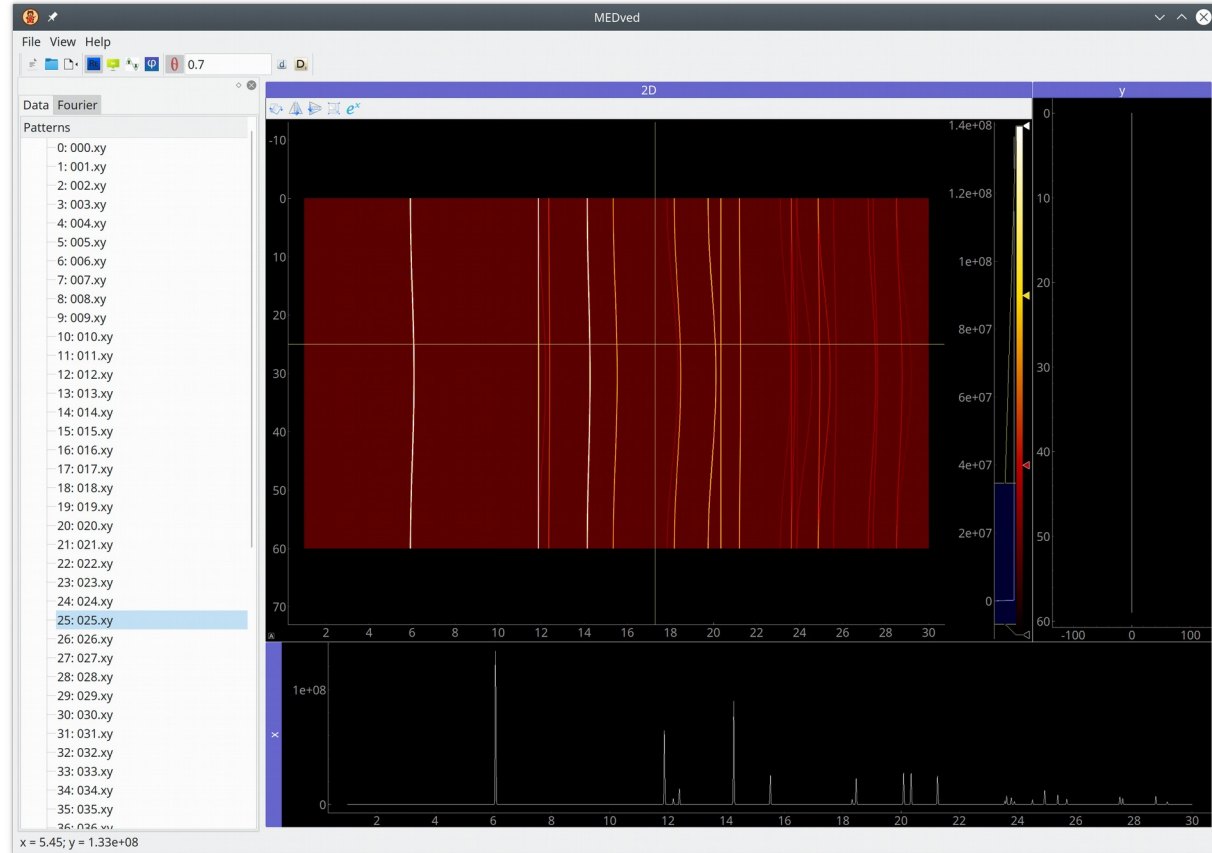 MEDved
File View Help
θ 0.7 d D.
Data Fourier
Patterns
0: 000.xy
1: 001.xy
2: 002.xy
3: 003.xy
4: 004.xy
5: 005.xy
6: 006.xy
7: 007.xy
8: 008.xy
9: 009.xy
10: 010.xy
11: 011.xy
12: 012.xy
13: 013.xy
14: 014.xy
15: 015.xy
16: 016.xy
17: 017.xy
18: 018.xy
19: 019.xy
20: 020.xy
21: 021.xy
22: 022.xy
23: 023.xy
24: 024.xy
25: 025.xy
26: 026.xy
27: 027.xy
28: 028.xy
29: 029.xy
30: 030.xy
31: 031.xy
32: 032.xy
33: 033.xy
34: 034.xy
35: 035.xy
36: 036.xy
2D
eˣ
-10
0
10
20
30
40
50
60
70
2 4 6 8 10 12 14 16 18 20 22 24 26 28 30
1.4e+08
1.2e+08
1e+08
8e+07
6e+07
4e+07
2e+07
0
y
0
10
20
30
40
50
60
-100 0 100
x
1e+08
0
2 4 6 8 10 12 14 16 18 20 22 24 26 28 30
x = 5.45; y = 1.33e+08